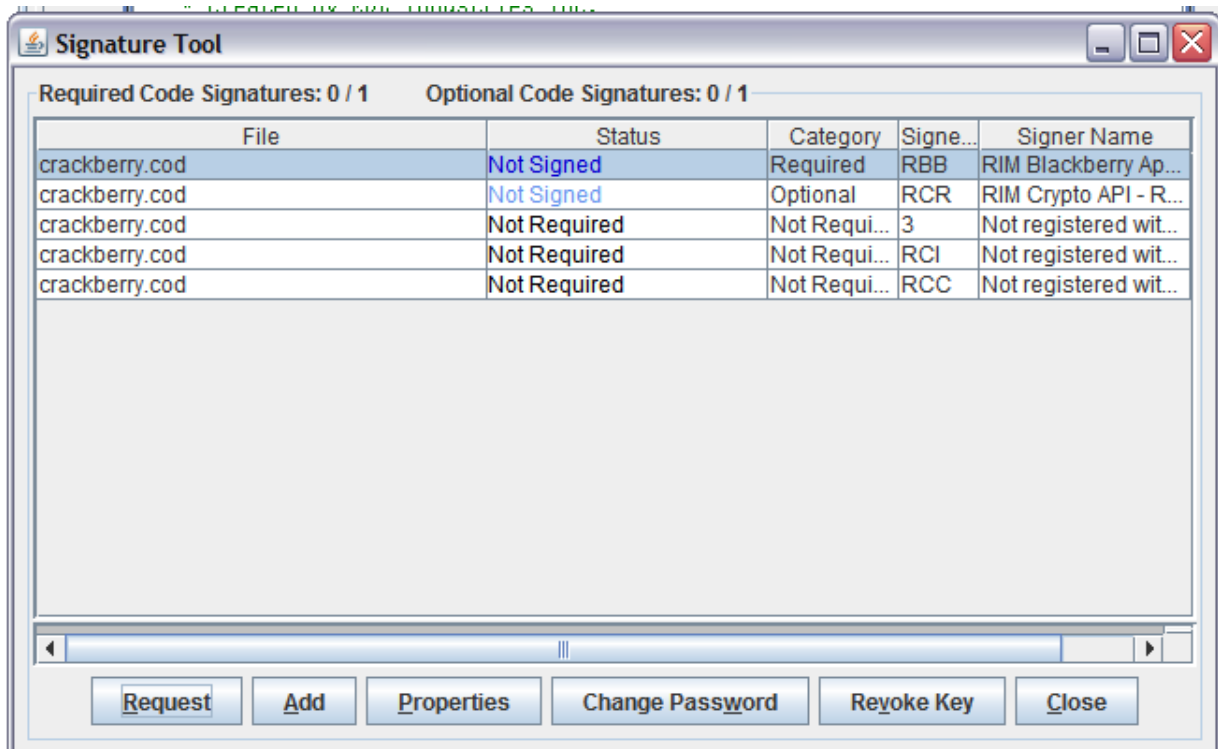 Signature Tool
Required Code Signatures: 0 / 1 Optional Code Signatures: 0 / 1
File Status Category Signe... Signer Name
crackberry.cod Not Signed Required RBB RIM Blackberry Ap...
crackberry.cod Not Signed Optional RCR RIM Crypto API - R...
crackberry.cod Not Required Not Requi... 3 Not registered wit...
crackberry.cod Not Required Not Requi... RCI Not registered wit...
crackberry.cod Not Required Not Requi... RCC Not registered wit...
Request Add Properties Change Password Revoke Key Close